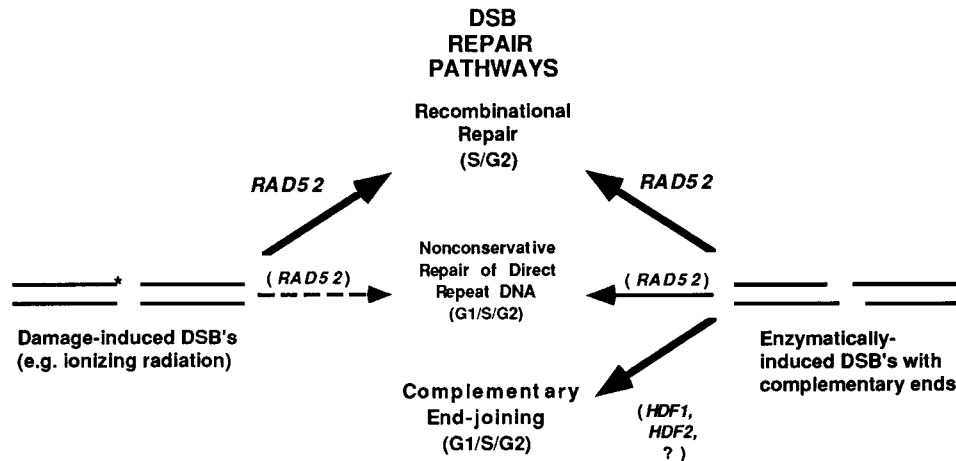 DSB
REPAIR
PATHWAYS
Recombinational
Repair
(S/G2)
RAD52
RAD52
Nonconservative
Repair of Direct
Repeat DNA
(G1/S/G2)
(RAD52)
(RAD52)
*
Damage-induced DSB's
(e.g. ionizing radiation)
Enzymatically-
induced DSB's with
complementary ends
Complementary
End-joining
(G1/S/G2)
(HDF1,
HDF2,
?)